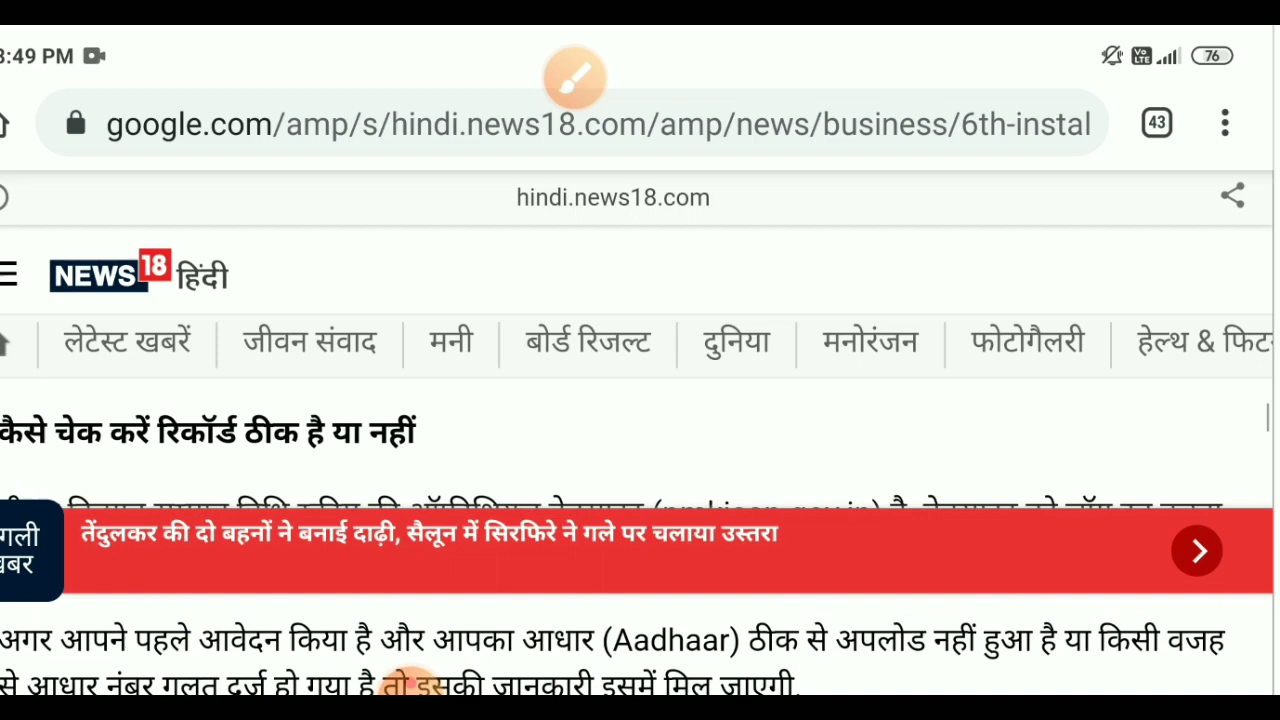 3:49 PM VoLTE 76
google.com/amp/s/hindi.news18.com/amp/news/business/6th-instal 43
hindi.news18.com
NEWS18 हिंदी
लेटेस्ट खबरें जीवन संवाद मनी बोर्ड रिजल्ट दुनिया मनोरंजन फोटोगैलरी हेल्थ & फिट
कैसे चेक करें रिकॉर्ड ठीक है या नहीं
तेंदुलकर की दो बहनों ने बनाई दाढ़ी, सैलून में सिरफिरे ने गले पर चलाया उस्तरा
अगर आपने पहले आवेदन किया है और आपका आधार (Aadhaar) ठीक से अपलोड नहीं हुआ है या किसी वजह
से आधार नंबर गलत दर्ज हो गया है तो इसकी जानकारी इसमें मिल जाएगी.